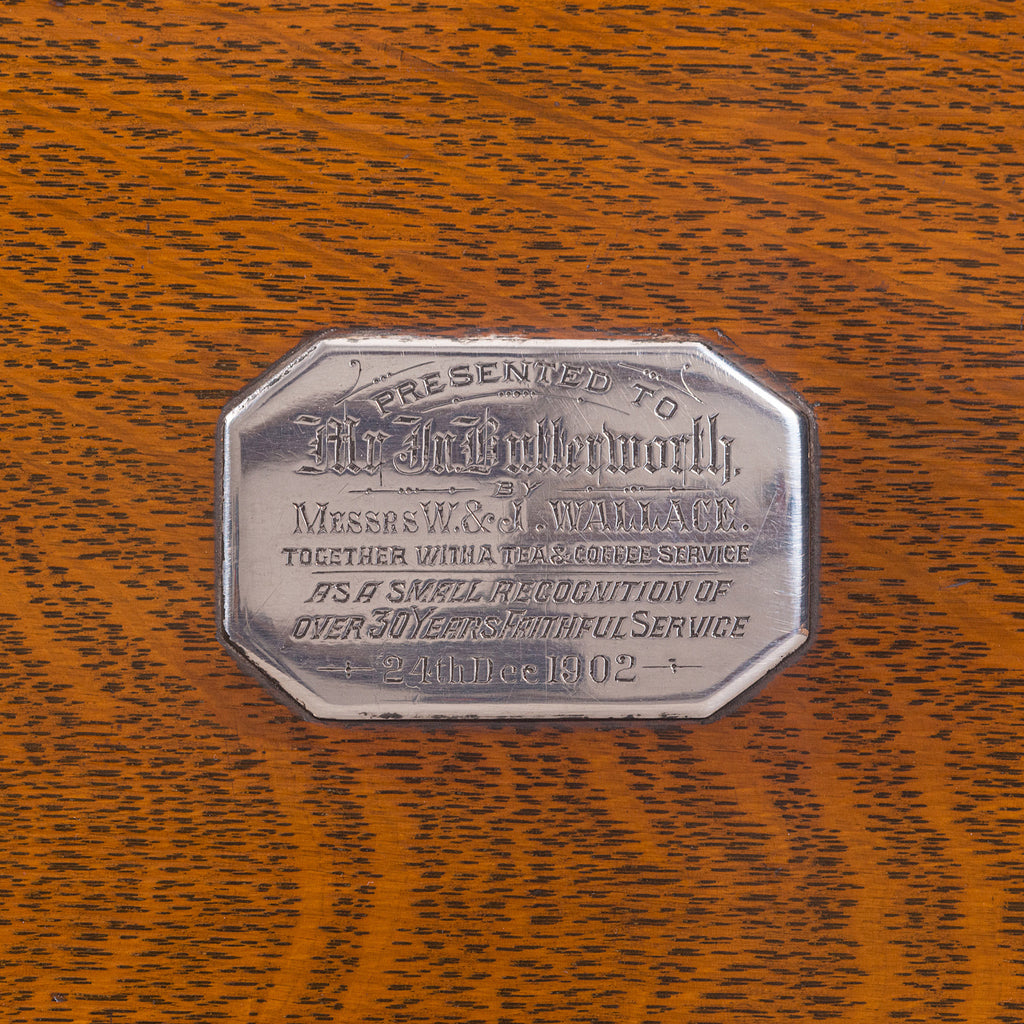 PRESENTED TO
Mr Jn Butterworth,
BY
MESSRS W. & J. WALLACE.
TOGETHER WITH A TEA & COFFEE SERVICE
AS A SMALL RECOGNITION OF
OVER 30 YEARS FAITHFUL SERVICE
24th Dec 1902